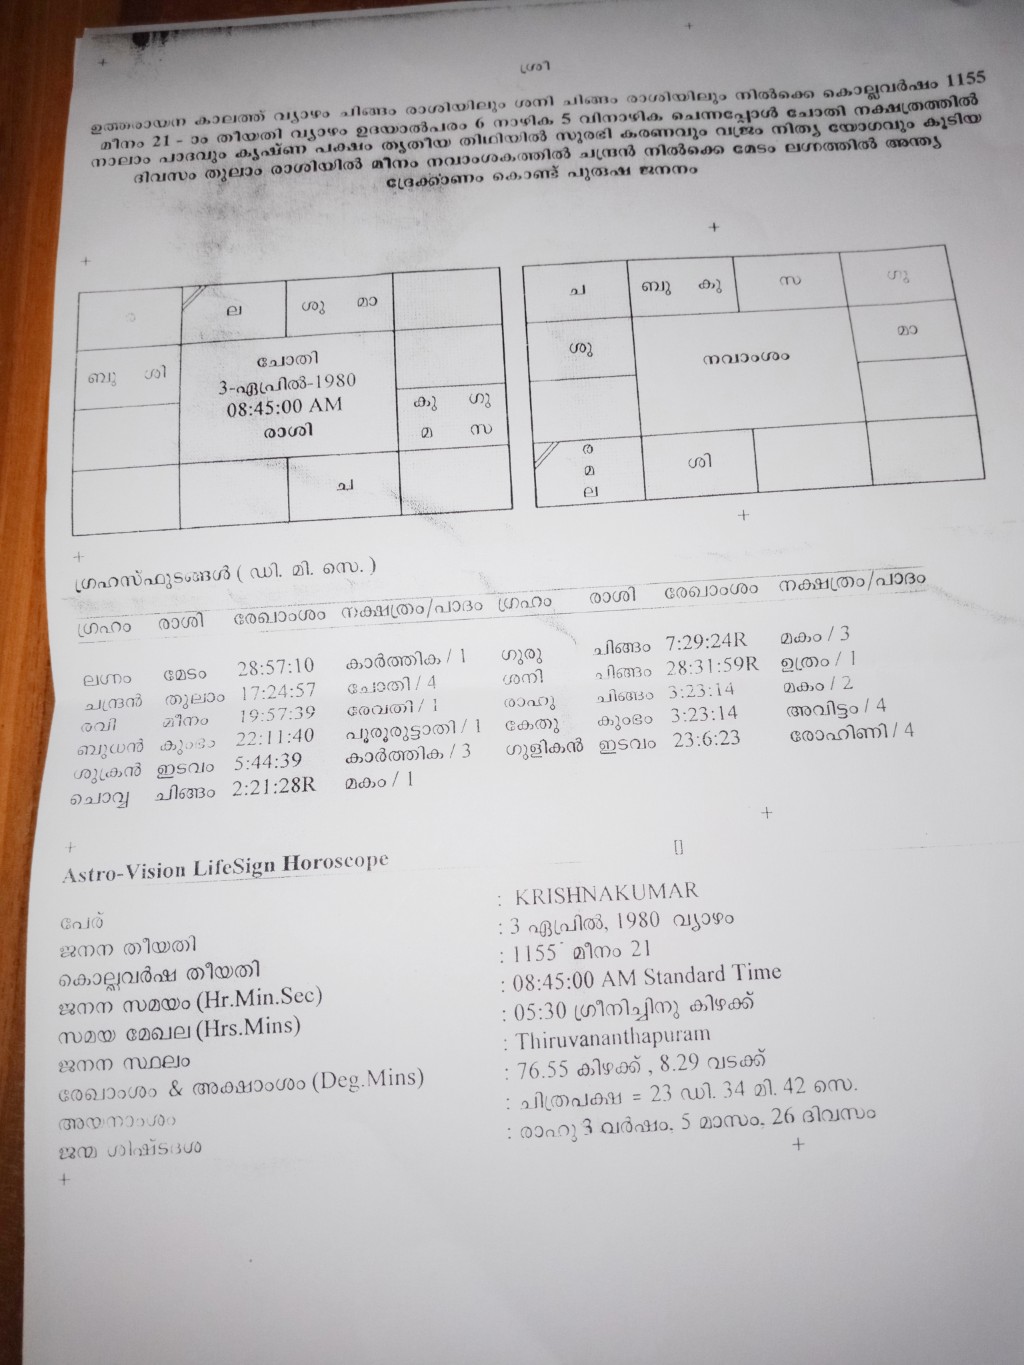 ശ്രീ
ഉത്തരായന കാലത്ത് വ്യാഴം ചിങ്ങം രാശിയിലും ശനി ചിങ്ങം രാശിയിലും നിൽക്കെ കൊല്ലവർഷം 1155
മീനം 21 - ാം തിയതി വ്യാഴം ഉദയാൽപരം 6 നാഴിക 5 വിനാഴിക ചെന്നപ്പോൾ ചോതി നക്ഷത്രത്തിൽ
നാലാം പാദവും കൃഷ്ണ പക്ഷം തൃതിയ തിഥിയിൽ സുരഭി കരണവും വജ്രം നിത്യ യോഗവും കൂടിയ
ദിവസം തുലാം രാശിയിൽ മീനം നവാംശകത്തിൽ ചന്ദ്രൻ നിൽക്കെ മേടം ലഗ്നത്തിൽ അന്ത്യ
ദ്രേക്കാണം കൊണ്ട് പുരുഷ ജനനം
ര ല ശു മാ
ബു ശി
ചോതി
3-ഏപ്രിൽ-1980
08:45:00 AM
രാശി
കു ഗു
മ സ
ച
ച ബു കു സ ഗു
ശു നവാംശം മാ
ര
മ
ല
ശി
ഗ്രഹസ്ഫുടങ്ങൾ ( ഡി. മി. സെ. )
ഗ്രഹം രാശി രേഖാംശം നക്ഷത്രം/പാദം ഗ്രഹം രാശി രേഖാംശം നക്ഷത്രം/പാദം
ലഗ്നം മേടം 28:57:10 കാർത്തിക / 1 ഗുരു ചിങ്ങം 7:29:24R മകം / 3
ചന്ദ്രൻ തുലാം 17:24:57 ചോതി / 4 ശനി ചിങ്ങം 28:31:59R ഉത്രം / 1
രവി മീനം 19:57:39 രേവതി / 1 രാഹു ചിങ്ങം 3:23:14 മകം / 2
ബുധൻ കുംഭം 22:11:40 പൂരൂരുട്ടാതി / 1 കേതു കുംഭം 3:23:14 അവിട്ടം / 4
ശുക്രൻ ഇടവം 5:44:39 കാർത്തിക / 3 ഗുളികൻ ഇടവം 23:6:23 രോഹിണി / 4
ചൊവ്വ ചിങ്ങം 2:21:28R മകം / 1
Astro-Vision LifeSign Horoscope []
പേര് : KRISHNAKUMAR
ജനന തീയതി : 3 ഏപ്രിൽ, 1980 വ്യാഴം
കൊല്ലവർഷ തീയതി : 1155 മീനം 21
ജനന സമയം (Hr.Min.Sec) : 08:45:00 AM Standard Time
സമയ മേഖല (Hrs.Mins) : 05:30 ഗ്രീനിച്ചിനു കിഴക്ക്
ജനന സ്ഥലം : Thiruvananthapuram
രേഖാംശം & അക്ഷാംശം (Deg.Mins) : 76.55 കിഴക്ക് , 8.29 വടക്ക്
അയനാംശം : ചിത്രപക്ഷ = 23 ഡി. 34 മി. 42 സെ.
ജന്മ ശിഷ്ടദശ : രാഹു 3 വർഷം, 5 മാസം, 26 ദിവസം